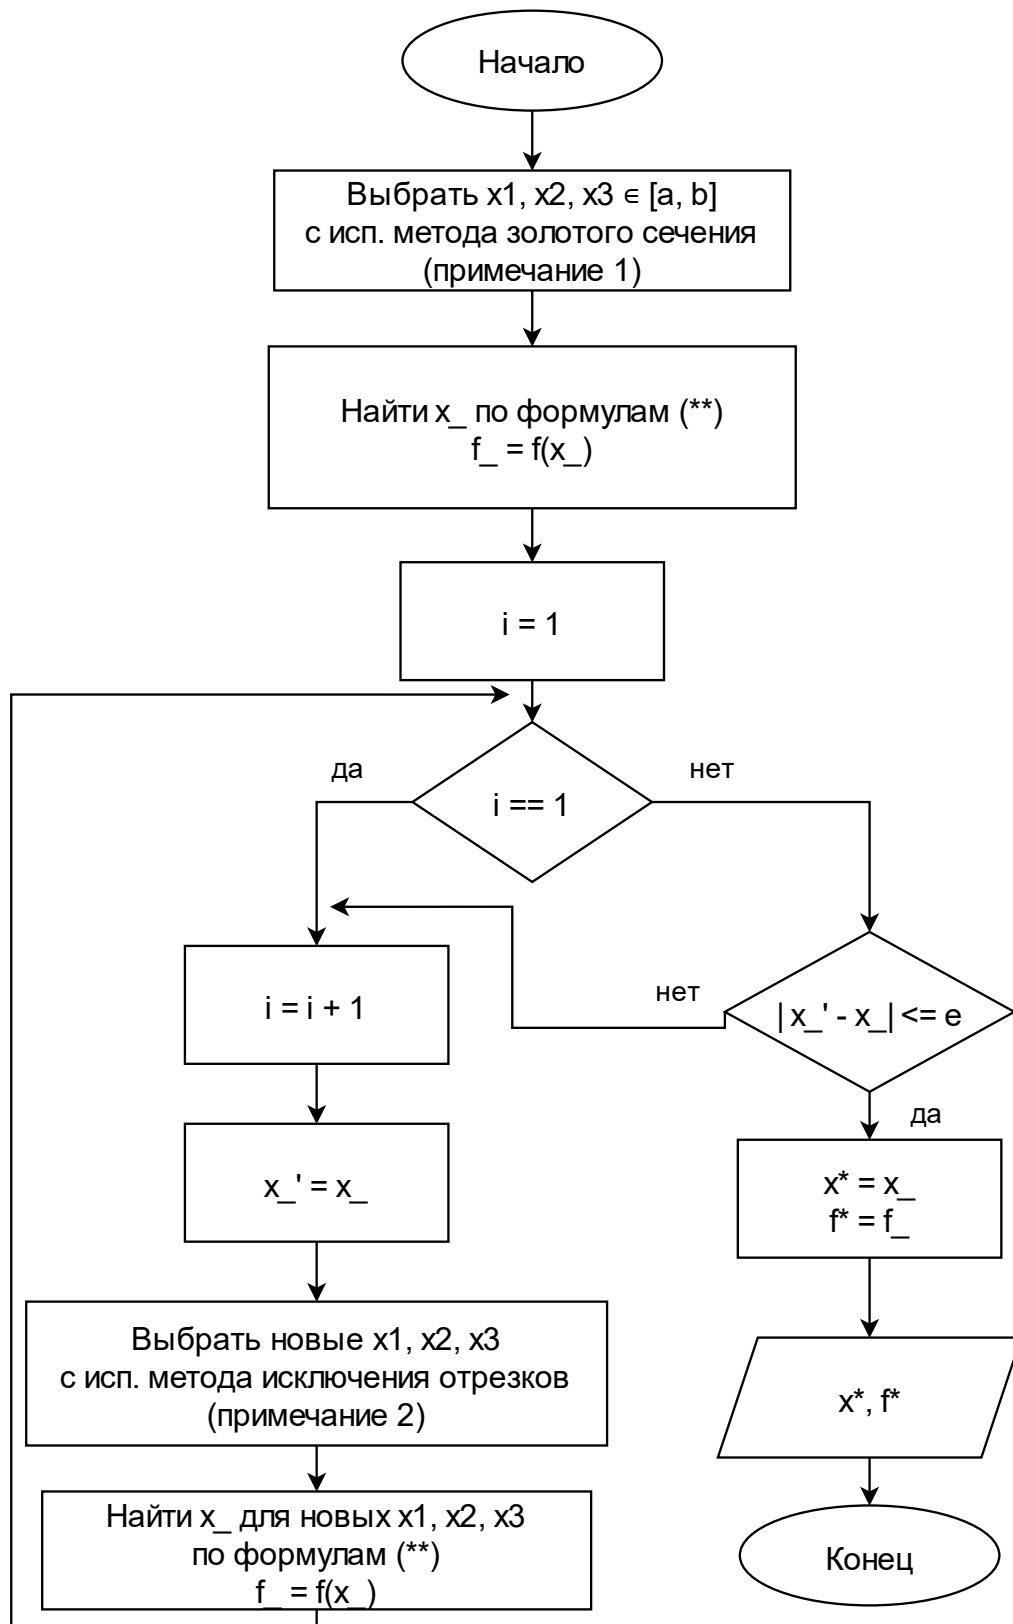 Начало
Выбрать x1, x2, x3 ∈ [a, b]
с исп. метода золотого сечения
(примечание 1)
Найти x_ по формулам (**)
f_ = f(x_)
i = 1
да
нет
i == 1
i = i + 1
нет
| x_' - x_| <= e
да
x_' = x_
x* = x_
f* = f_
Выбрать новые x1, x2, x3
с исп. метода исключения отрезков
(примечание 2)
x*, f*
Найти x_ для новых x1, x2, x3
по формулам (**)
f_ = f(x_)
Конец